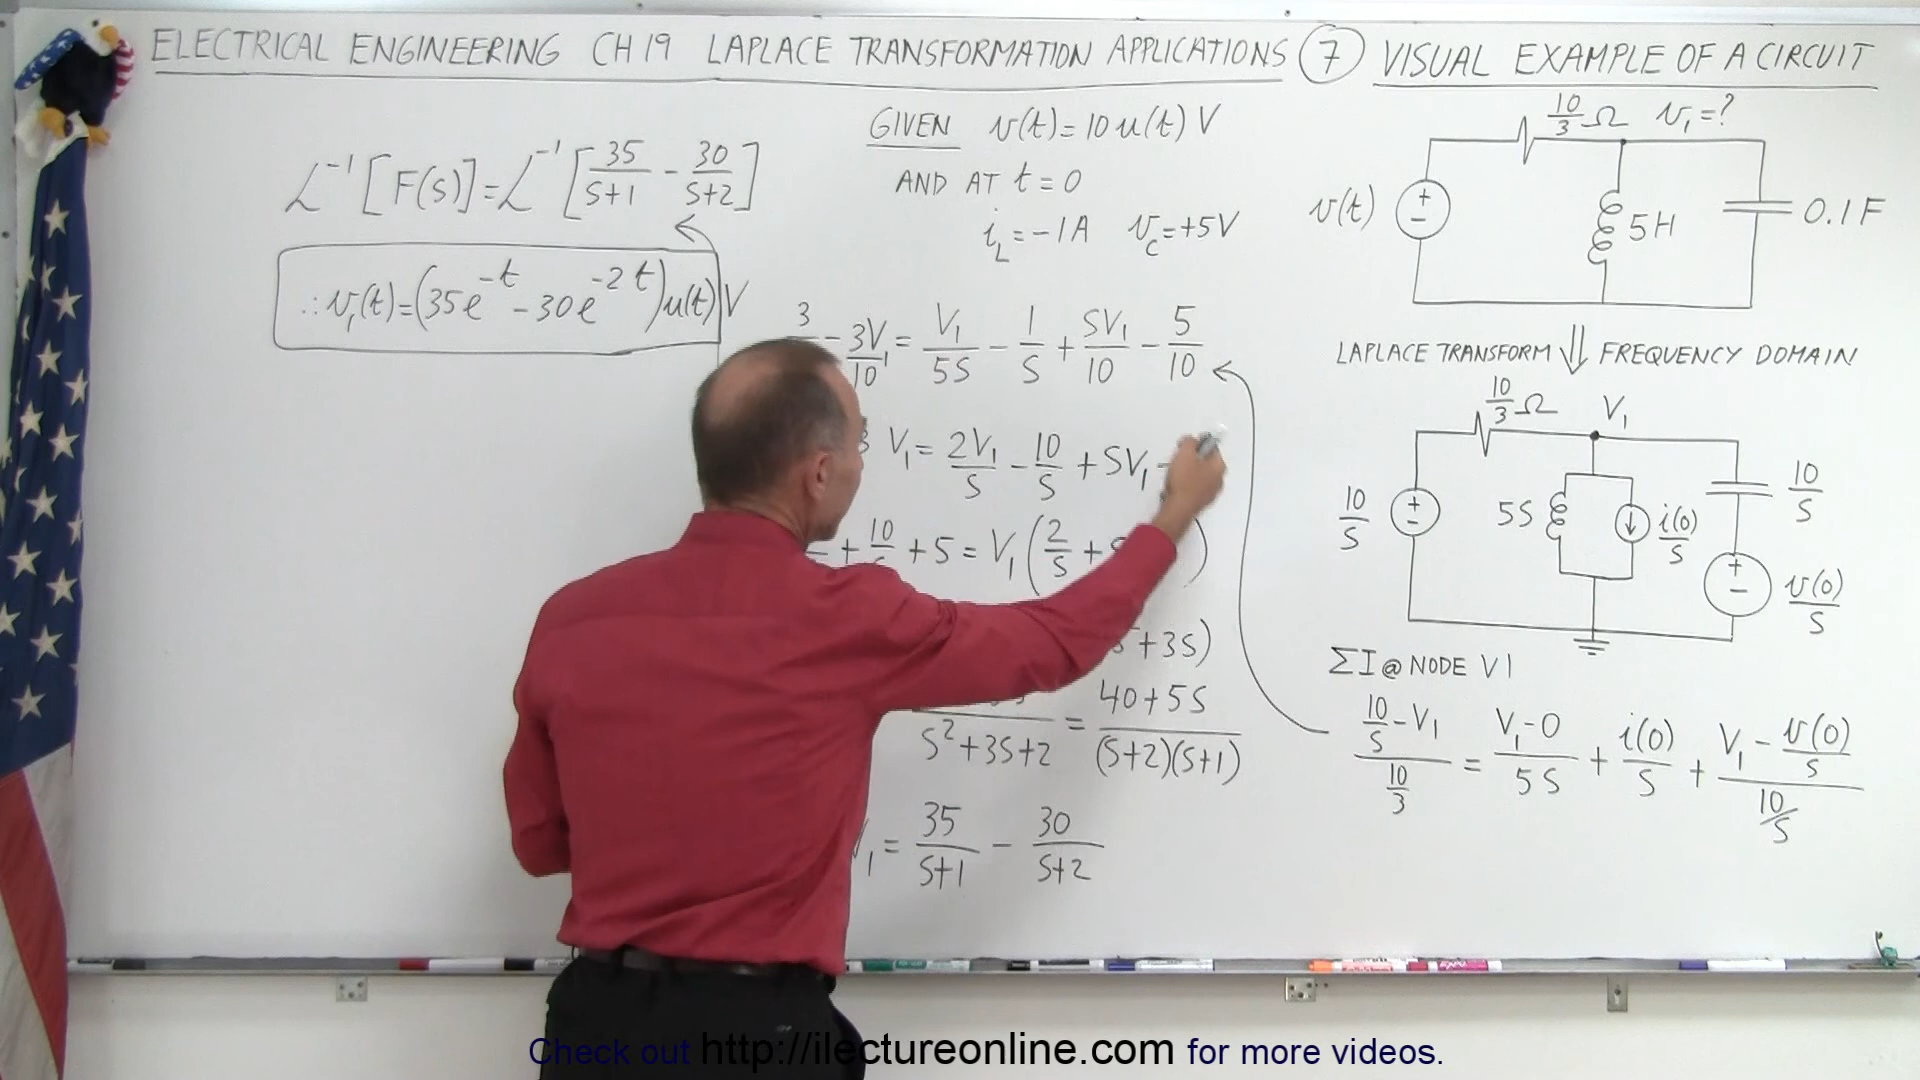 ELECTRICAL ENGINEERING CH 19 LAPLACE TRANSFORMATION APPLICATIONS ⑦ VISUAL EXAMPLE OF A CIRCUIT
ℒ⁻¹[F(s)] = ℒ⁻¹[35/(S+1) - 30/(S+2)]
∴ v₁(t) = (35e^(-t) - 30e^(-2t))u(t) V
GIVEN v(t) = 10 u(t) V
AND AT t = 0
i_L = -1A v_C = +5V
3 - 3V₁/10 = V₁/5S - 1/S + SV₁/10 - 5/10
3 V₁ = 2V₁/S - 10/S + SV₁ -
+ 10/S + 5 = V₁(2/S + )
+ 3S)
/(S²+3S+2) = (40+5S)/((S+2)(S+1))
V₁ = 35/(S+1) - 30/(S+2)
10/3 Ω v₁ = ?
v(t) + - 5H 0.1F
LAPLACE TRANSFORM ⇓ FREQUENCY DOMAIN
10/3 Ω V₁
10/S + - 5S i(0)/S 10/S
+ - v(0)/S
ΣI @ NODE V1
(10/S - V₁)/(10/3) = (V₁-0)/5S + i(0)/S + (V₁ - v(0)/S)/(10/S)
EXPO
Check out http://ilectureonline.com for more videos.